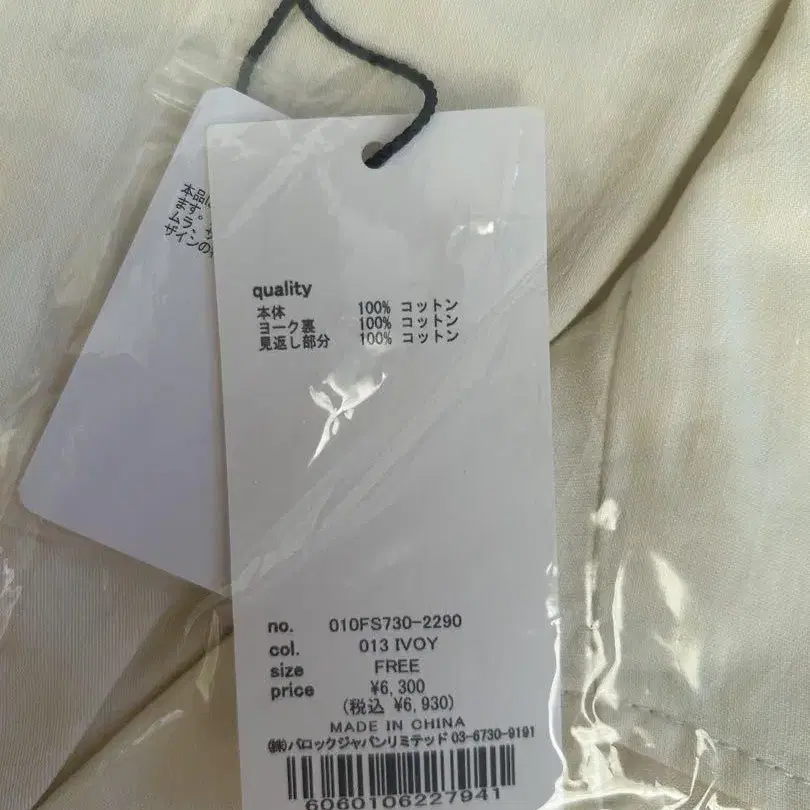 本品
ます。
ムラ、
ザインの
quality
本体 100% コットン
ヨーク裏 100% コットン
見返し部分 100% コットン
no. 010FS730-2290
col. 013 IVOY
size FREE
price ¥6,300
(税込 ¥6,930)
MADE IN CHINA
㈱バロックジャパンリミテッド 03-6730-9191
6060106227941